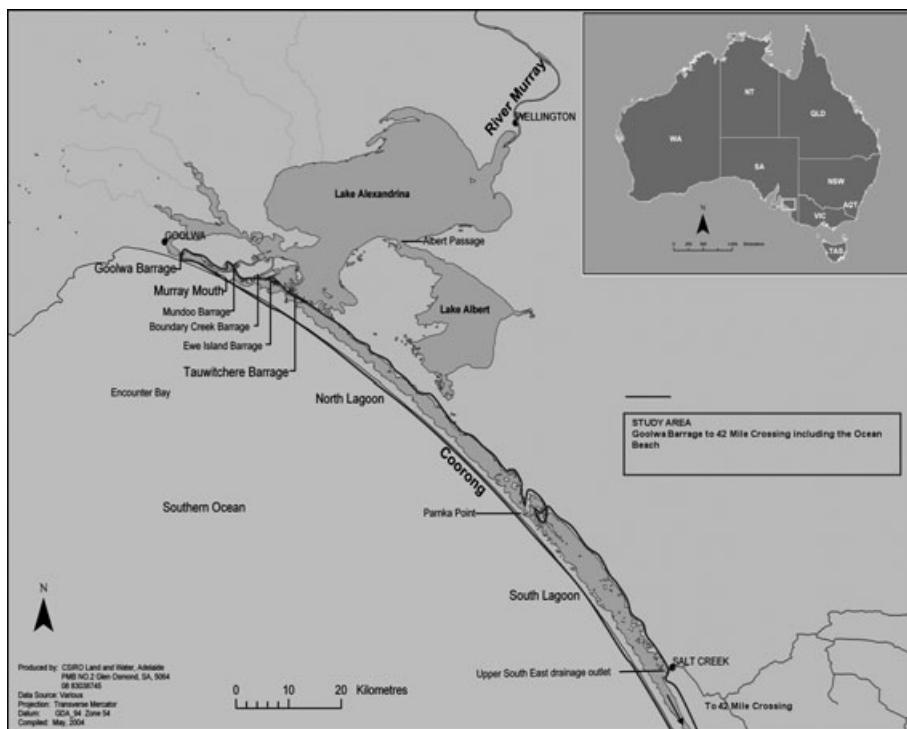 River Murray
WELLINGTON
Lake Alexandrina
GOOLWA
Albert Passage
Goolwa Barrage
Murray Mouth
Mundoo Barrage
Lake Albert
Boundary Creek Barrage
Ewe Island Barrage
Tauwitchere Barrage
Encounter Bay
North Lagoon
Coorong
Southern Ocean
Parnka Point
South Lagoon
SALT CREEK
Upper South East drainage outlet
To 42 Mile Crossing
WA
NT
QLD
SA
NSW
ACT
VIC
TAS
N
Kilometres
STUDY AREA
Goolwa Barrage to 42 Mile Crossing including the Ocean
Beach
N
Produced by: CSIRO Land and Water, Adelaide
PMB NO.2 Glen Osmond, SA, 5064
08 83038745
Data Source: Various
Projection: Transverse Mercator
Datum: GDA_94 Zone 54
Compiled: May, 2004
0 10 20 Kilometres